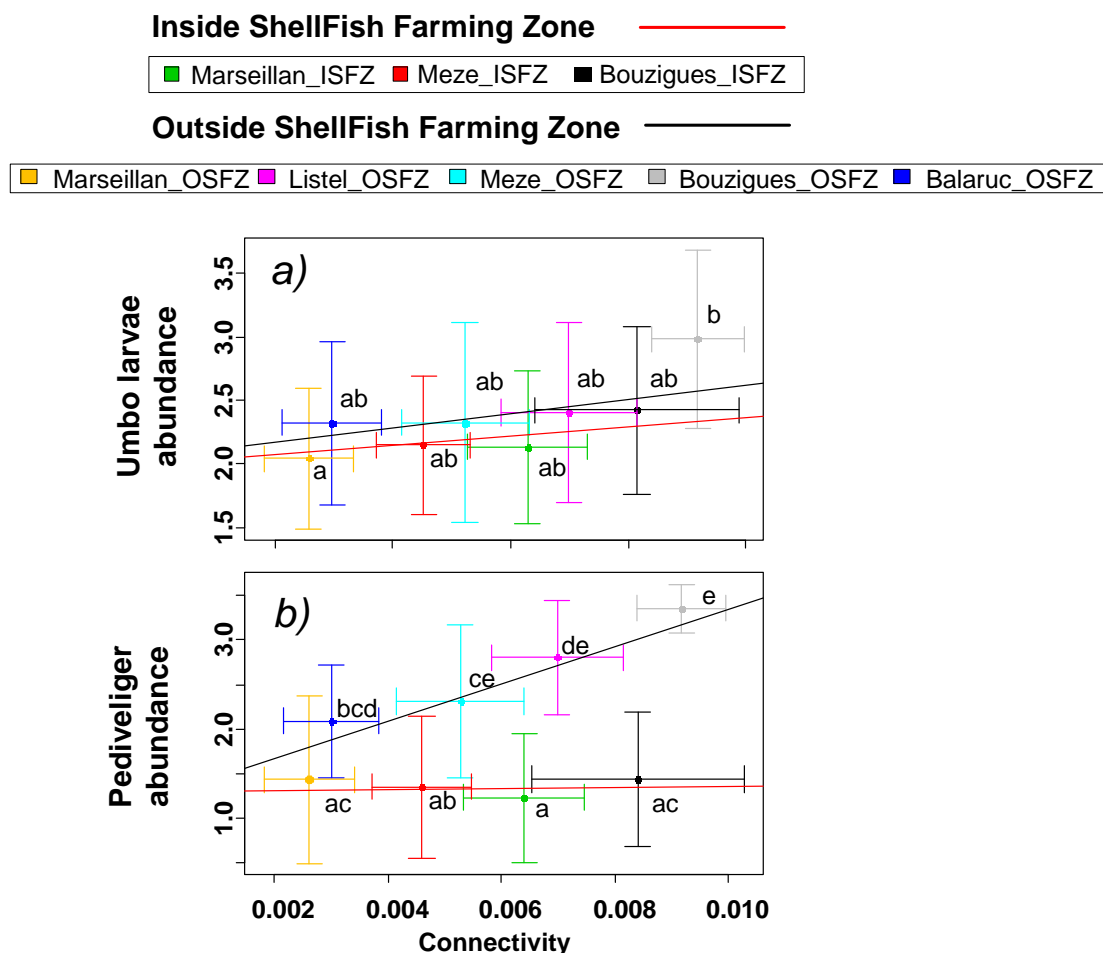 Inside ShellFish Farming Zone
Marseillan_ISFZ Meze_ISFZ Bouzigues_ISFZ
Outside ShellFish Farming Zone
Marseillan_OSFZ Listel_OSFZ Meze_OSFZ Bouzigues_OSFZ Balaruc_OSFZ
a)
Umbo larvae
abundance
3.5
3.0
2.5
2.0
1.5
b
ab
ab
ab
ab
a
ab
ab
b)
Pediveliger
abundance
3.0
2.0
1.0
e
de
ce
bcd
ac
ab
a
ac
0.002 0.004 0.006 0.008 0.010
Connectivity